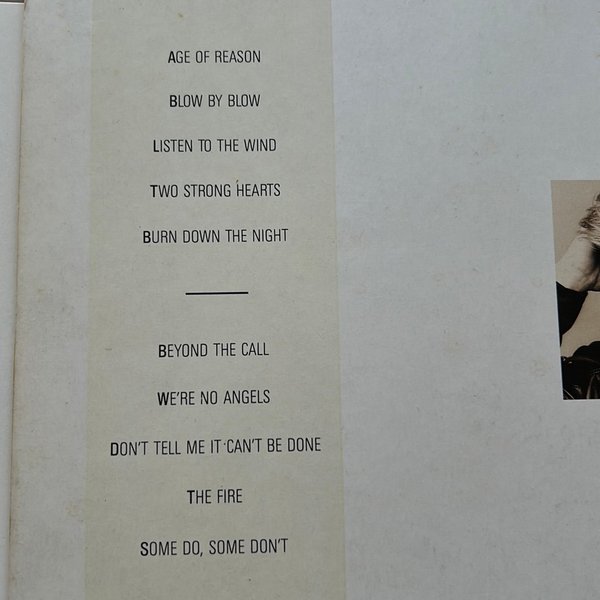 AGE OF REASON
BLOW BY BLOW
LISTEN TO THE WIND
TWO STRONG HEARTS
BURN DOWN THE NIGHT
BEYOND THE CALL
WE'RE NO ANGELS
DON'T TELL ME IT CAN'T BE DONE
THE FIRE
SOME DO, SOME DON'T